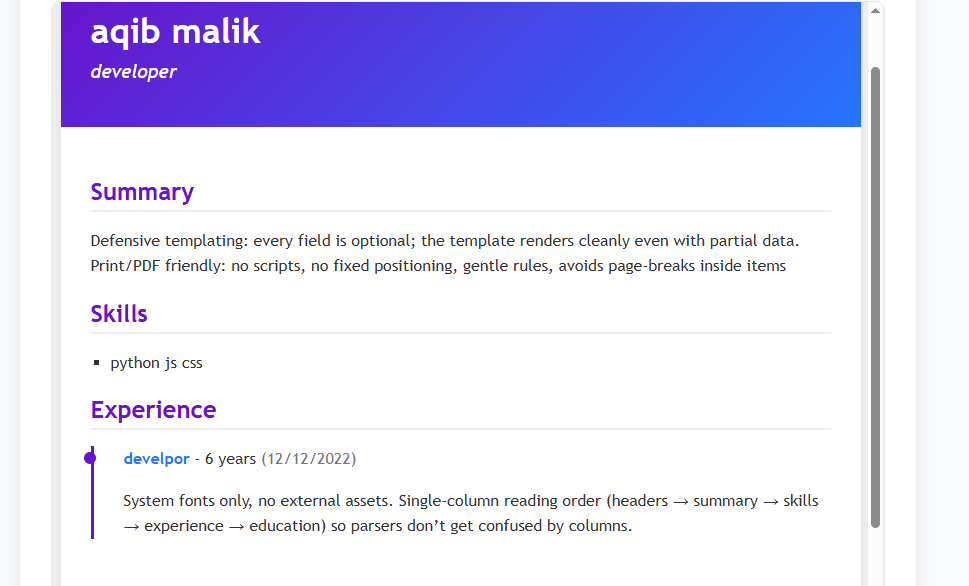 aqib malik
developer
Summary
Defensive templating: every field is optional; the template renders cleanly even with partial data.
Print/PDF friendly: no scripts, no fixed positioning, gentle rules, avoids page-breaks inside items
Skills
▪ python js css
Experience
develpor - 6 years (12/12/2022)
System fonts only, no external assets. Single-column reading order (headers → summary → skills
→ experience → education) so parsers don’t get confused by columns.